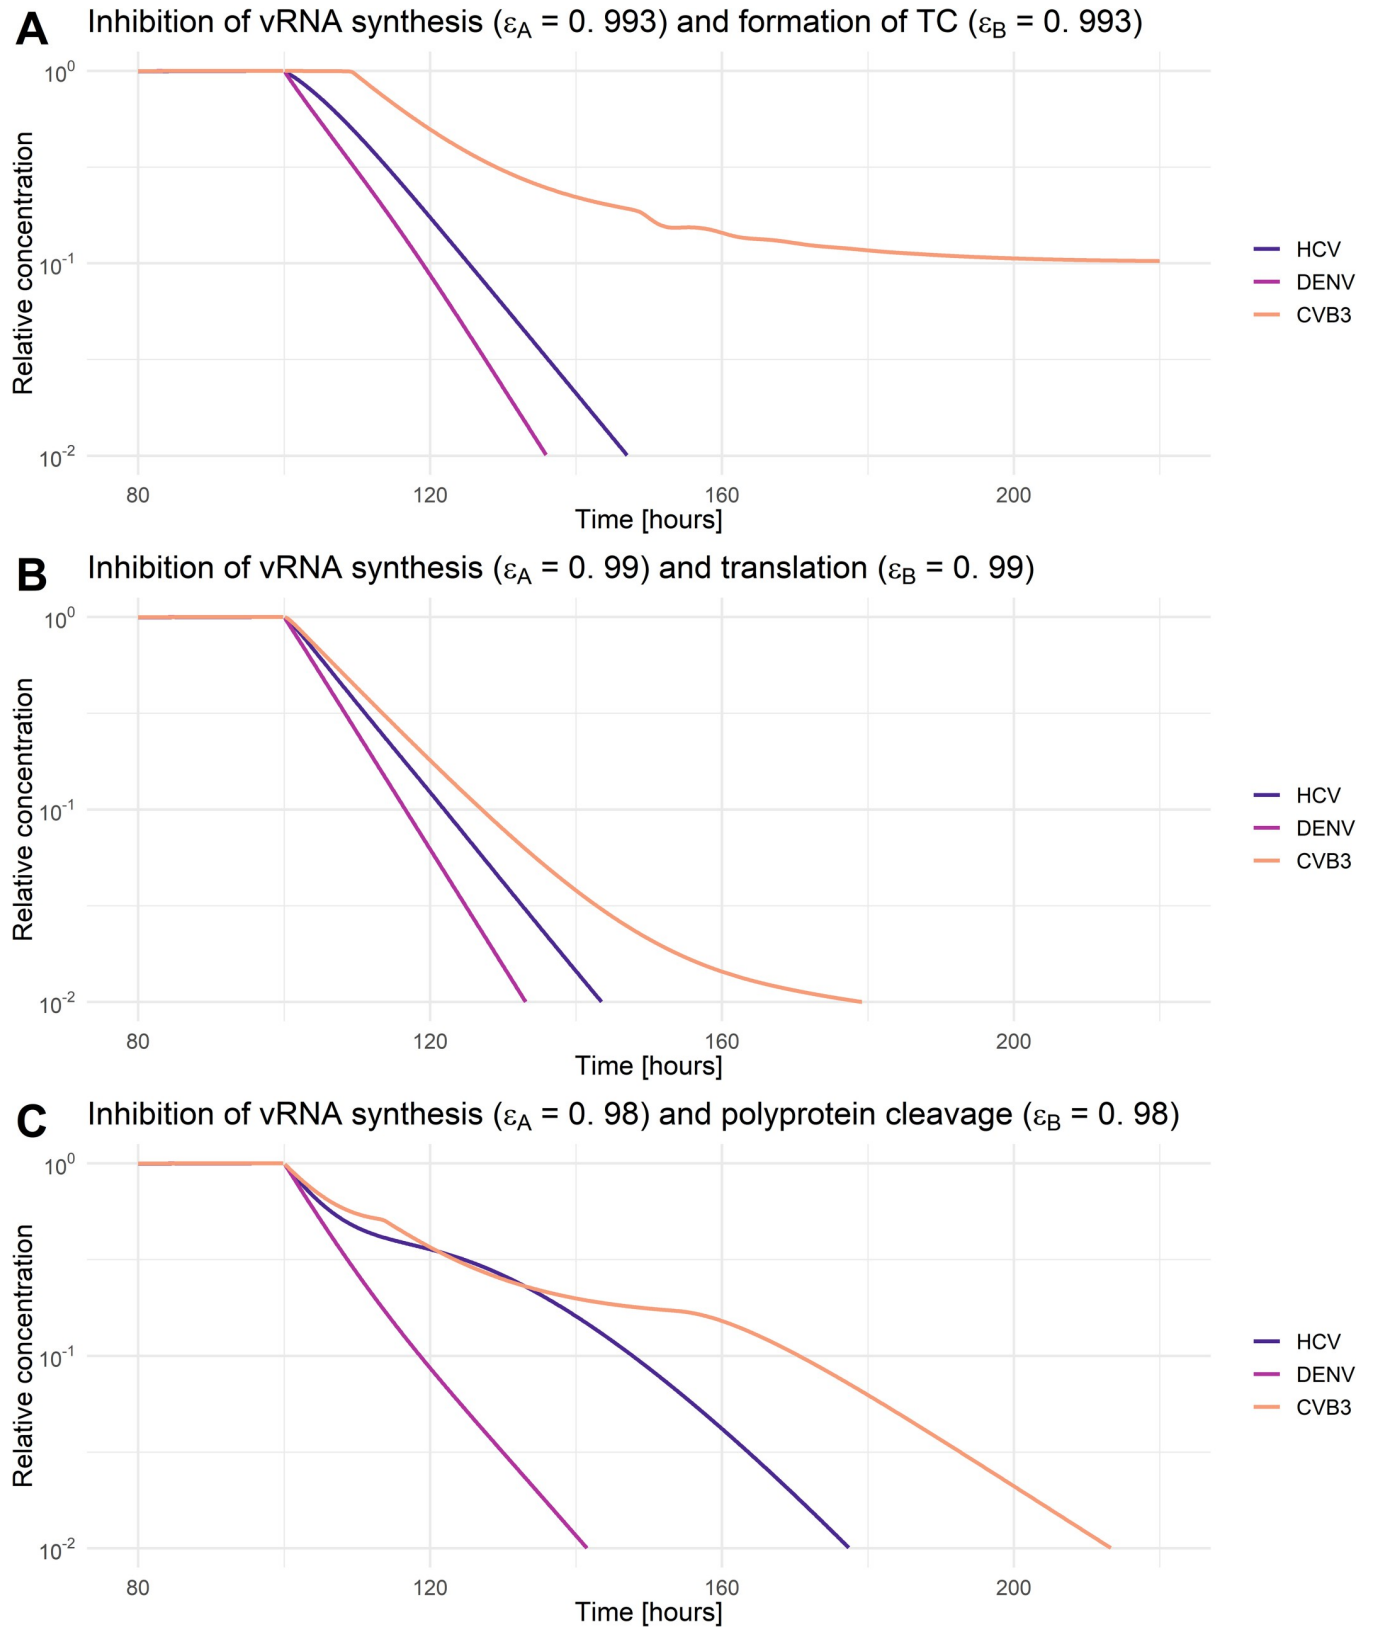 A
Inhibition of vRNA synthesis (εA = 0. 993) and formation of TC (εB = 0. 993)
Relative concentration
10^0
10^-1
10^-2
80 120 160 200
Time [hours]
HCV
DENV
CVB3
B
Inhibition of vRNA synthesis (εA = 0. 99) and translation (εB = 0. 99)
Relative concentration
10^0
10^-1
10^-2
80 120 160 200
Time [hours]
HCV
DENV
CVB3
C
Inhibition of vRNA synthesis (εA = 0. 98) and polyprotein cleavage (εB = 0. 98)
Relative concentration
10^0
10^-1
10^-2
80 120 160 200
Time [hours]
HCV
DENV
CVB3